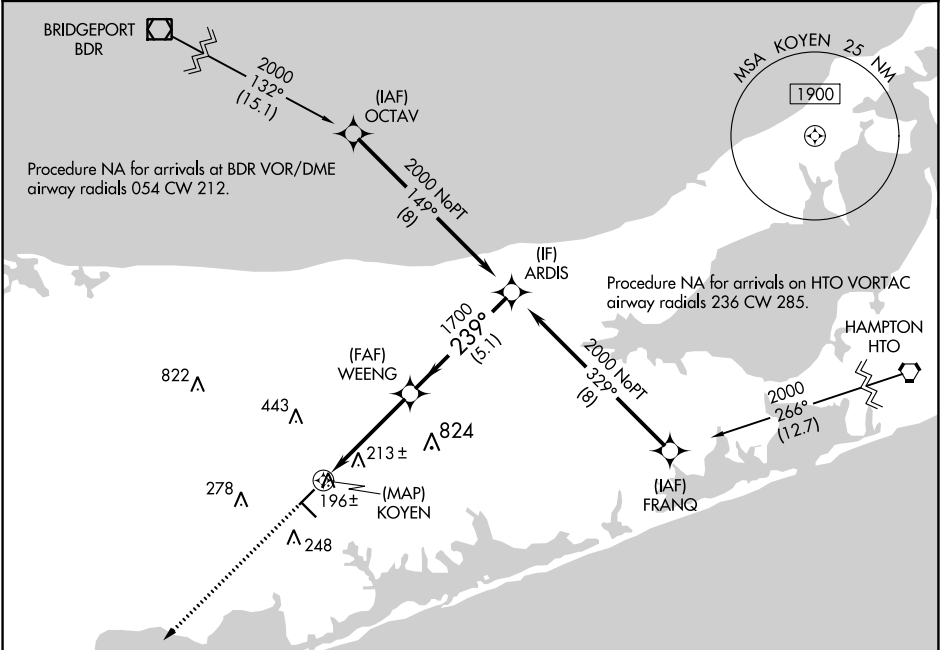 BRIDGEPORT
BDR
2000
132°
(15.1)
(IAF)
OCTAV
MSA KOYEN 25 NM
1900
Procedure NA for arrivals at BDR VOR/DME
airway radials 054 CW 212.
2000 NoPT
149°
(8)
(IF)
ARDIS
Procedure NA for arrivals on HTO VORTAC
airway radials 236 CW 285.
HAMPTON
HTO
1700
239°
(5.1)
(FAF)
WEENG
2000 NoPT
329°
(8)
2000
266°
(12.7)
822
443
824
213 ±
(IAF)
FRANQ
278
196±
(MAP)
KOYEN
248